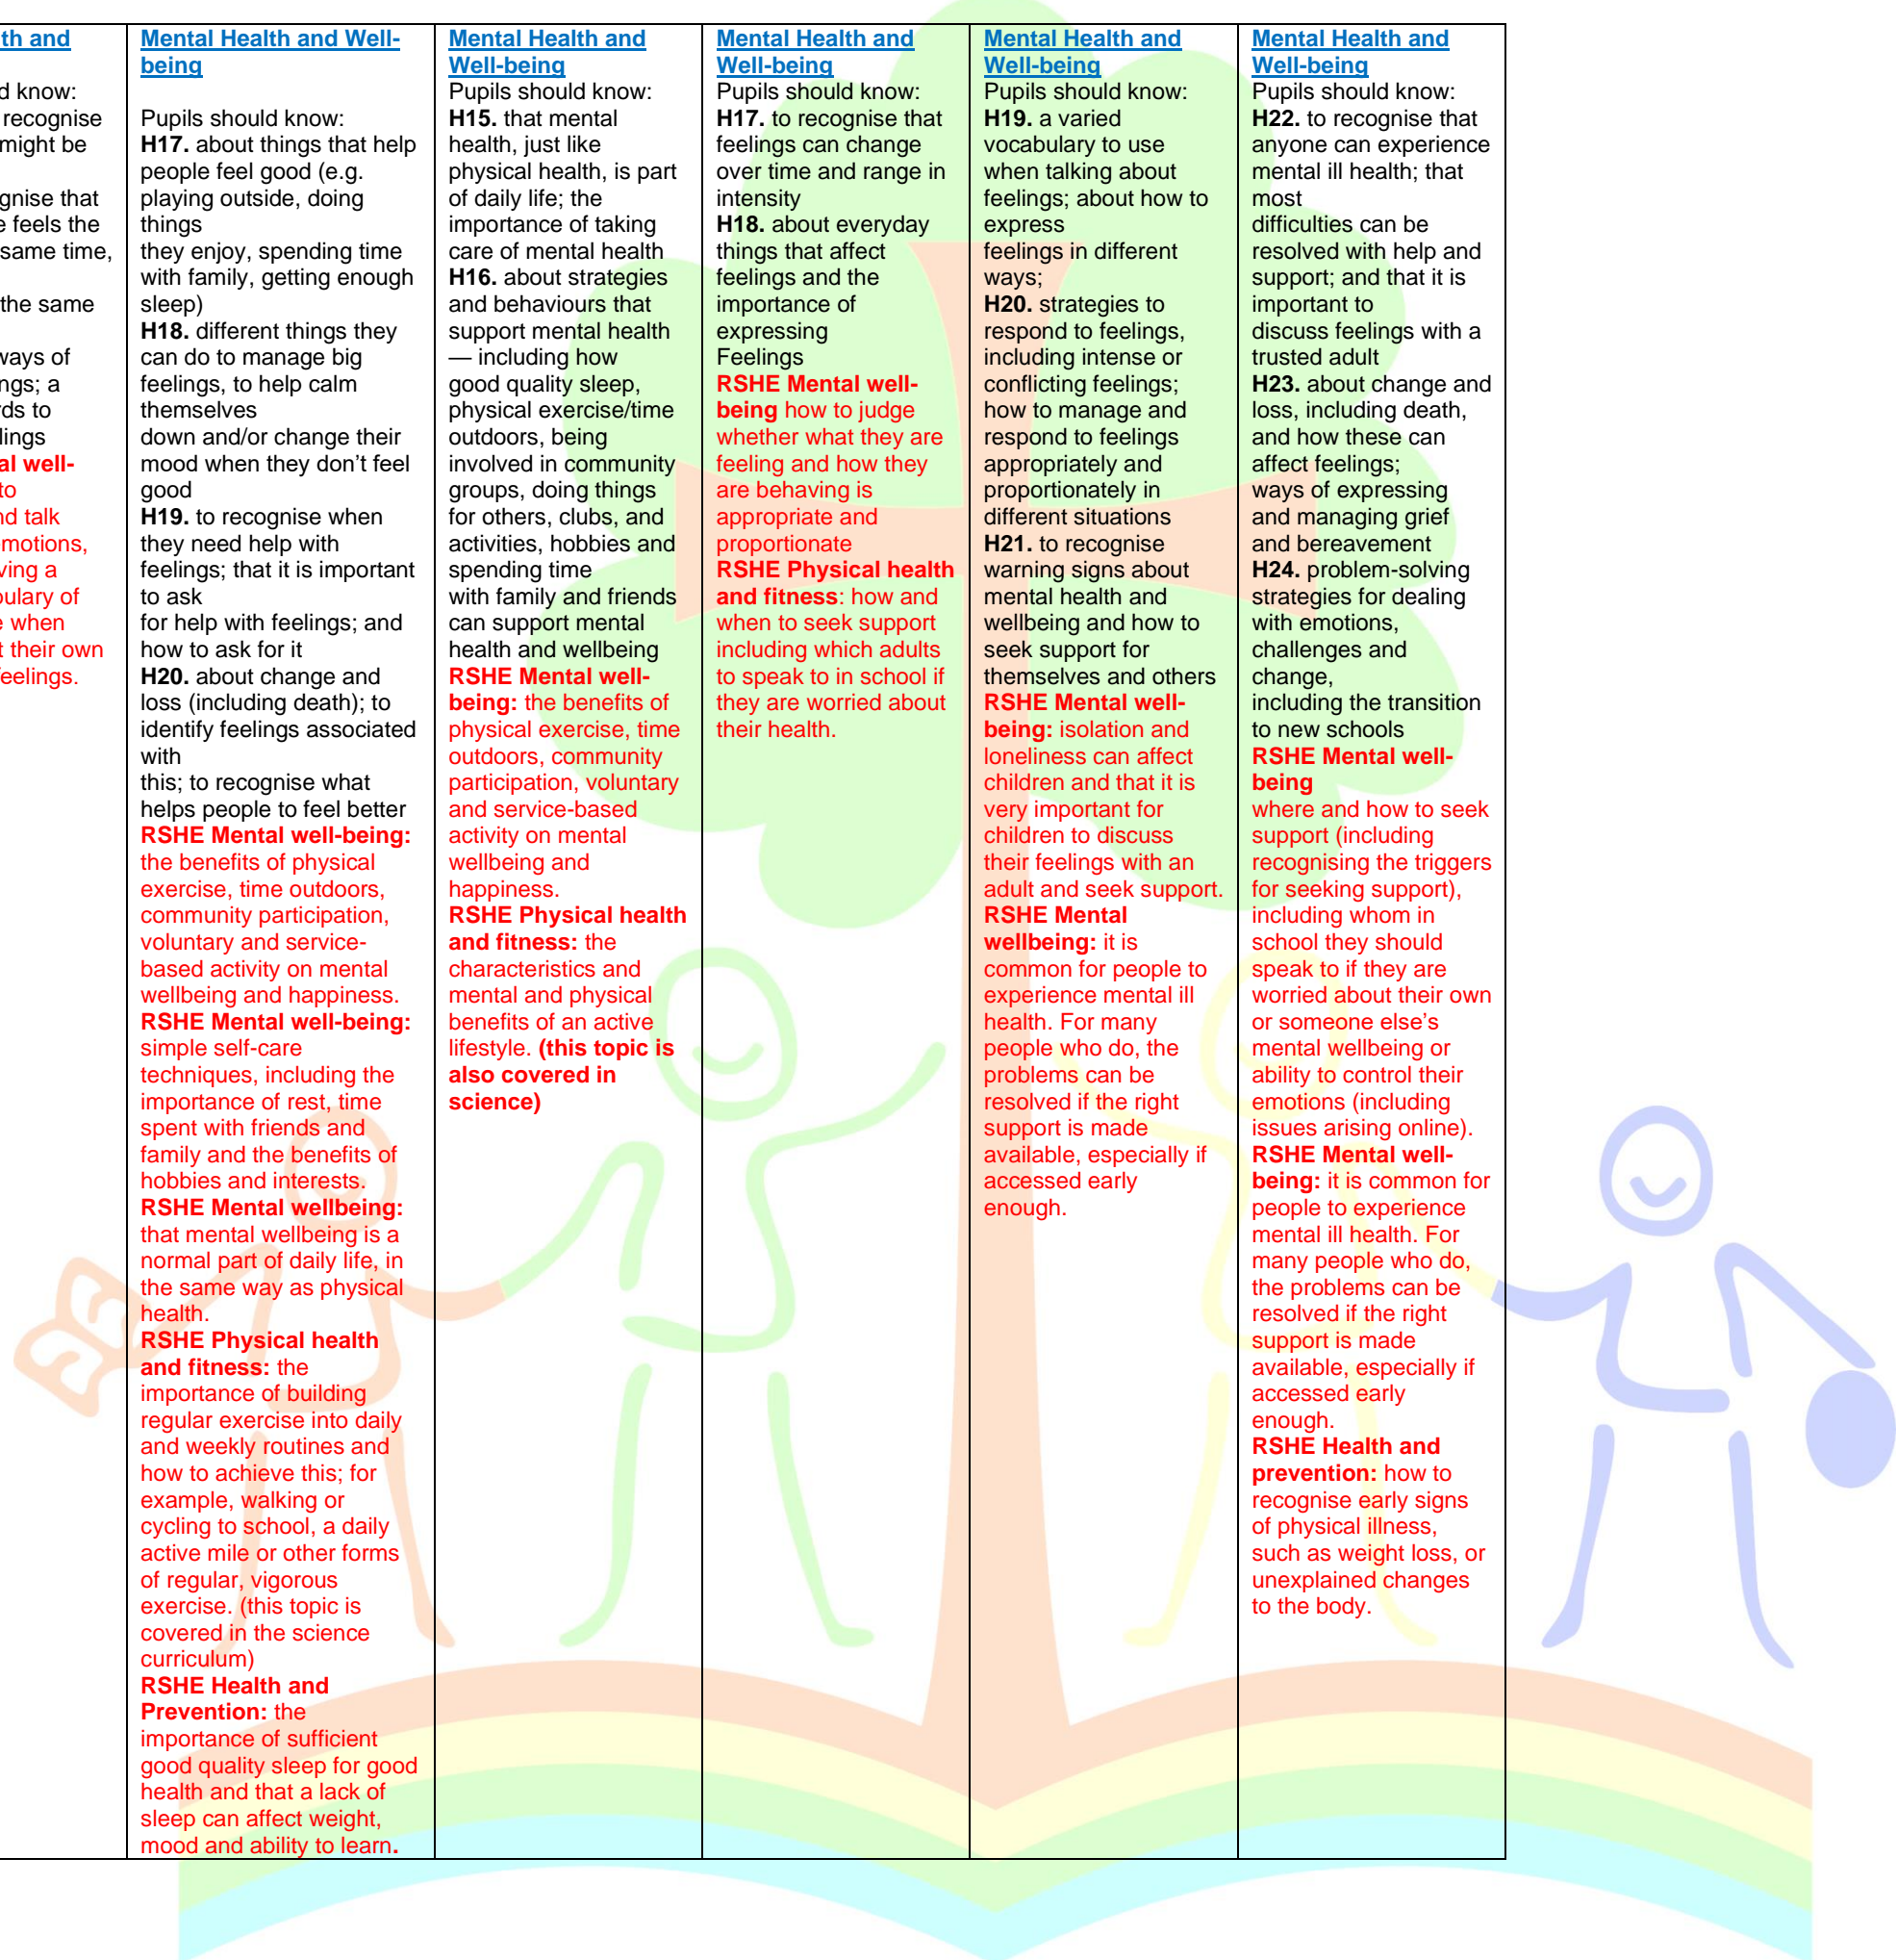 th and
d know:
recognise
might be
gnise that
e feels the
same time,
the same
ways of
ngs; a
rds to
lings
al well-
to
nd talk
emotions,
ving a
bulary of
e when
t their own
feelings.
Mental Health and Well-
being
Pupils should know:
H17. about things that help
people feel good (e.g.
playing outside, doing
things
they enjoy, spending time
with family, getting enough
sleep)
H18. different things they
can do to manage big
feelings, to help calm
themselves
down and/or change their
mood when they don’t feel
good
H19. to recognise when
they need help with
feelings; that it is important
to ask
for help with feelings; and
how to ask for it
H20. about change and
loss (including death); to
identify feelings associated
with
this; to recognise what
helps people to feel better
RSHE Mental well-being:
the benefits of physical
exercise, time outdoors,
community participation,
voluntary and service-
based activity on mental
wellbeing and happiness.
RSHE Mental well-being:
simple self-care
techniques, including the
importance of rest, time
spent with friends and
family and the benefits of
hobbies and interests.
RSHE Mental wellbeing:
that mental wellbeing is a
normal part of daily life, in
the same way as physical
health.
RSHE Physical health
and fitness: the
importance of building
regular exercise into daily
and weekly routines and
how to achieve this; for
example, walking or
cycling to school, a daily
active mile or other forms
of regular, vigorous
exercise. (this topic is
covered in the science
curriculum)
RSHE Health and
Prevention: the
importance of sufficient
good quality sleep for good
health and that a lack of
sleep can affect weight,
mood and ability to learn.
Mental Health and
Well-being
Pupils should know:
H15. that mental
health, just like
physical health, is part
of daily life; the
importance of taking
care of mental health
H16. about strategies
and behaviours that
support mental health
— including how
good quality sleep,
physical exercise/time
outdoors, being
involved in community
groups, doing things
for others, clubs, and
activities, hobbies and
spending time
with family and friends
can support mental
health and wellbeing
RSHE Mental well-
being: the benefits of
physical exercise, time
outdoors, community
participation, voluntary
and service-based
activity on mental
wellbeing and
happiness.
RSHE Physical health
and fitness: the
characteristics and
mental and physical
benefits of an active
lifestyle. (this topic is
also covered in
science)
Mental Health and
Well-being
Pupils should know:
H17. to recognise that
feelings can change
over time and range in
intensity
H18. about everyday
things that affect
feelings and the
importance of
expressing
Feelings
RSHE Mental well-
being how to judge
whether what they are
feeling and how they
are behaving is
appropriate and
proportionate
RSHE Physical health
and fitness: how and
when to seek support
including which adults
to speak to in school if
they are worried about
their health.
Mental Health and
Well-being
Pupils should know:
H19. a varied
vocabulary to use
when talking about
feelings; about how to
express
feelings in different
ways;
H20. strategies to
respond to feelings,
including intense or
conflicting feelings;
how to manage and
respond to feelings
appropriately and
proportionately in
different situations
H21. to recognise
warning signs about
mental health and
wellbeing and how to
seek support for
themselves and others
RSHE Mental well-
being: isolation and
loneliness can affect
children and that it is
very important for
children to discuss
their feelings with an
adult and seek support.
RSHE Mental
wellbeing: it is
common for people to
experience mental ill
health. For many
people who do, the
problems can be
resolved if the right
support is made
available, especially if
accessed early
enough.
Mental Health and
Well-being
Pupils should know:
H22. to recognise that
anyone can experience
mental ill health; that
most
difficulties can be
resolved with help and
support; and that it is
important to
discuss feelings with a
trusted adult
H23. about change and
loss, including death,
and how these can
affect feelings;
ways of expressing
and managing grief
and bereavement
H24. problem-solving
strategies for dealing
with emotions,
challenges and
change,
including the transition
to new schools
RSHE Mental well-
being
where and how to seek
support (including
recognising the triggers
for seeking support),
including whom in
school they should
speak to if they are
worried about their own
or someone else’s
mental wellbeing or
ability to control their
emotions (including
issues arising online).
RSHE Mental well-
being: it is common for
people to experience
mental ill health. For
many people who do,
the problems can be
resolved if the right
support is made
available, especially if
accessed early
enough.
RSHE Health and
prevention: how to
recognise early signs
of physical illness,
such as weight loss, or
unexplained changes
to the body.